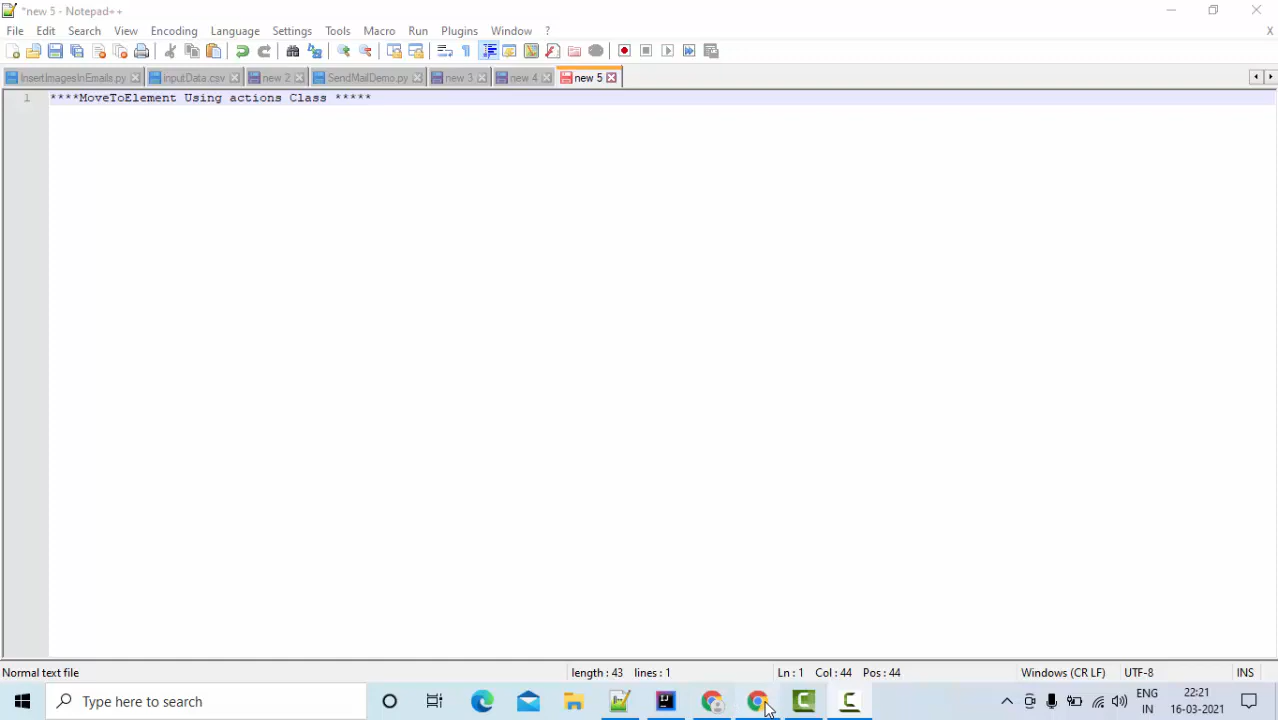 *new 5 - Notepad++
File Edit Search View Encoding Language Settings Tools Macro Run Plugins Window ? X
InsertImagesInEmails.py InputData.csv new 2 SendMailDemo.py new 3 new 4 new 5
1 ****MoveToElement Using actions Class *****
Normal text file length : 43 lines : 1 Ln : 1 Col : 44 Pos : 44 Windows (CR LF) UTF-8 INS
Type here to search
ENG
IN
22:21
16-03-2021